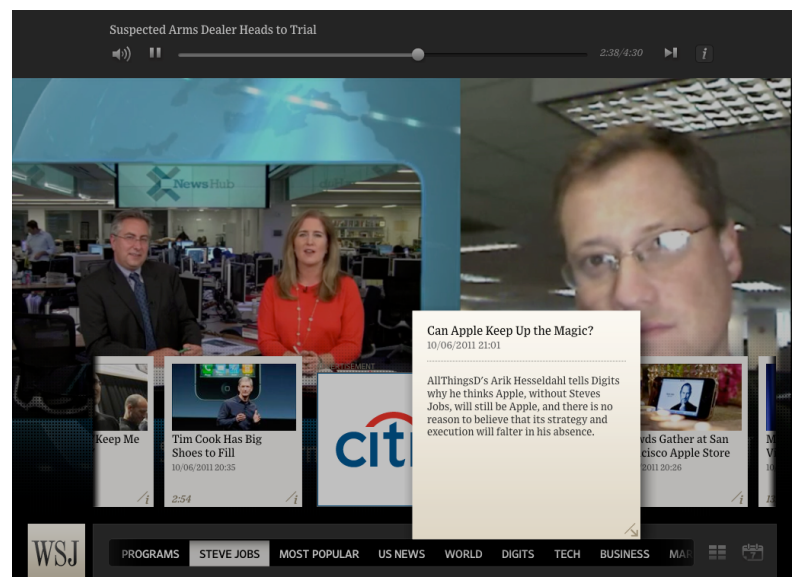 Suspected Arms Dealer Heads to Trial
2:38/4:30
i
NewsHub
Can Apple Keep Up the Magic?
10/06/2011 21:01
AllThingsD's Arik Hesseldahl tells Digits
why he thinks Apple, without Steves
Jobs, will still be Apple, and there is no
reason to believe that its strategy and
execution will falter in his absence.
ADVERTISEMENT
Keep Me
i
Tim Cook Has Big
Shoes to Fill
10/06/2011 20:35
2:54
i
citi
wds Gather at San
cisco Apple Store
2011 20:26
i
M
V
10
13
WSJ
PROGRAMS STEVE JOBS MOST POPULAR US NEWS WORLD DIGITS TECH BUSINESS MAR
7